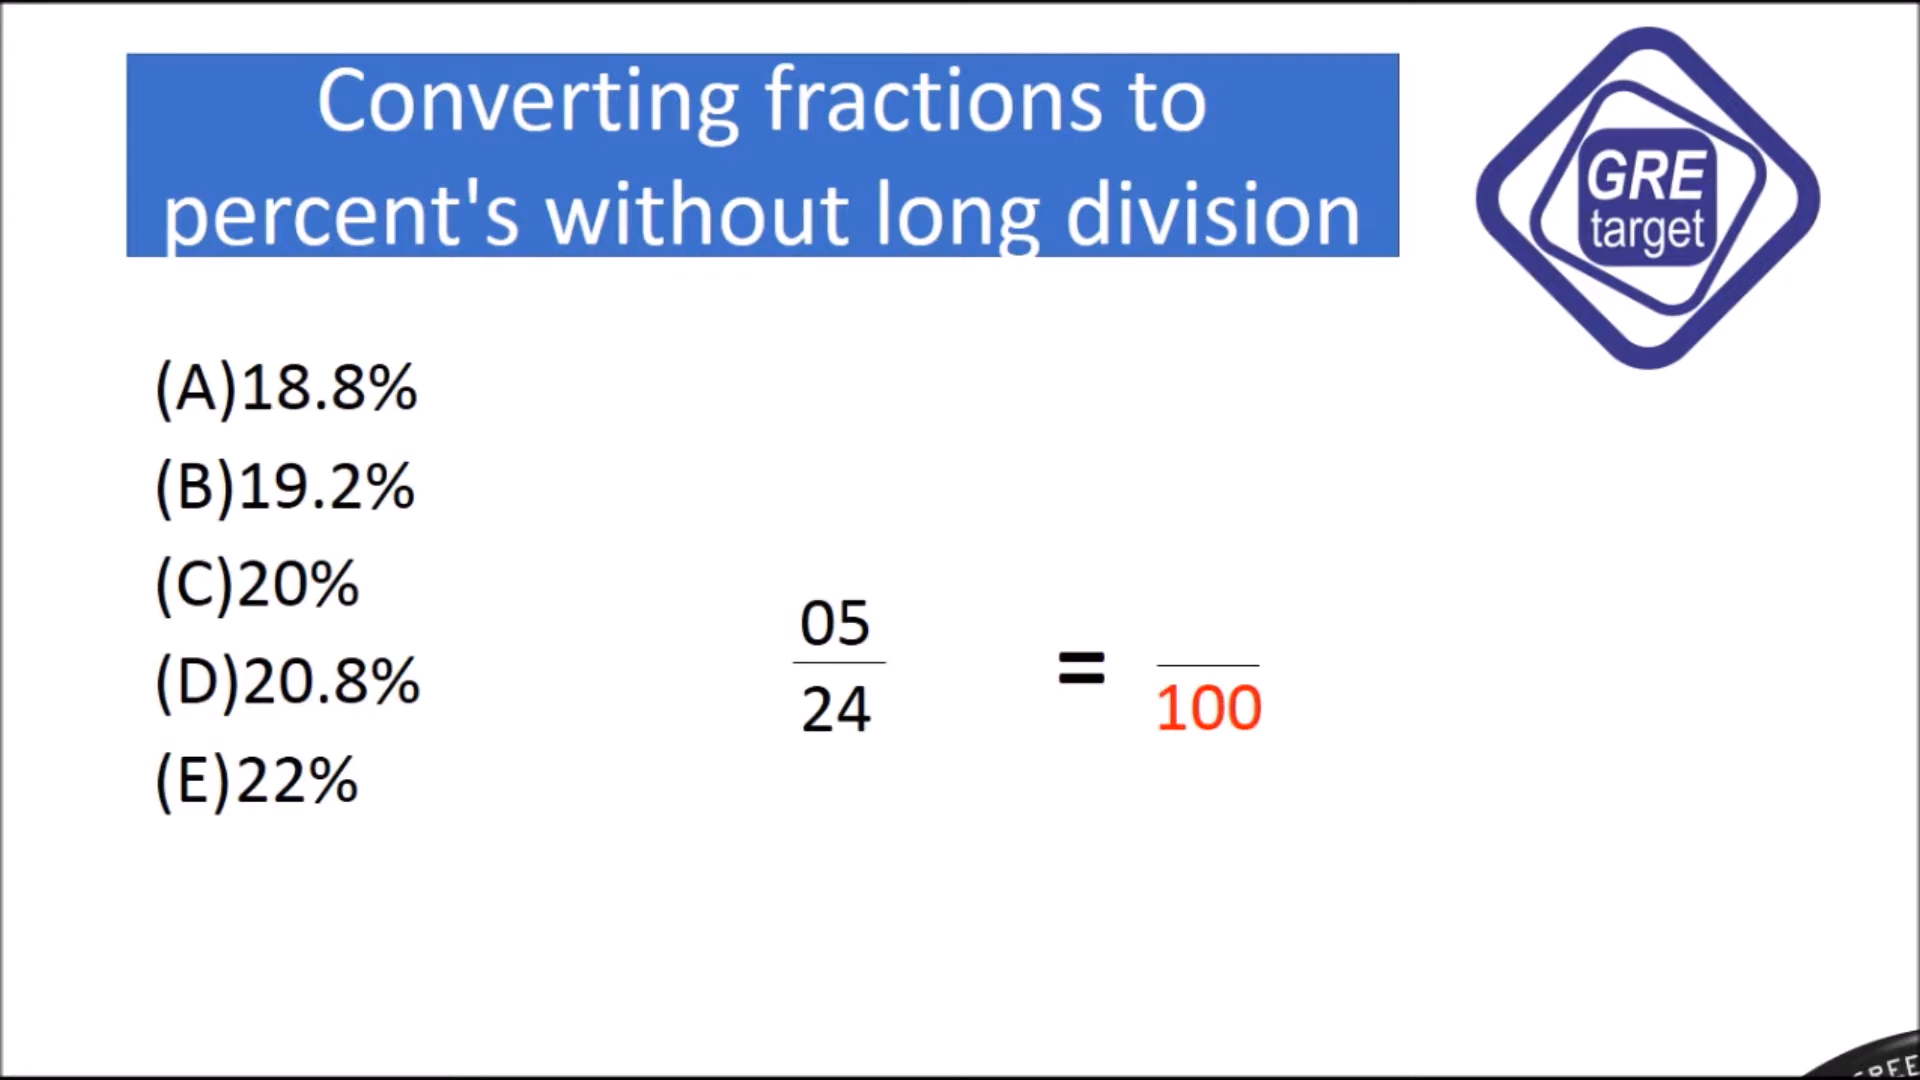 Converting fractions to
percent's without long division
GRE
target
(A)18.8%
(B)19.2%
(C)20%
(D)20.8%
(E)22%
05
24
=
100